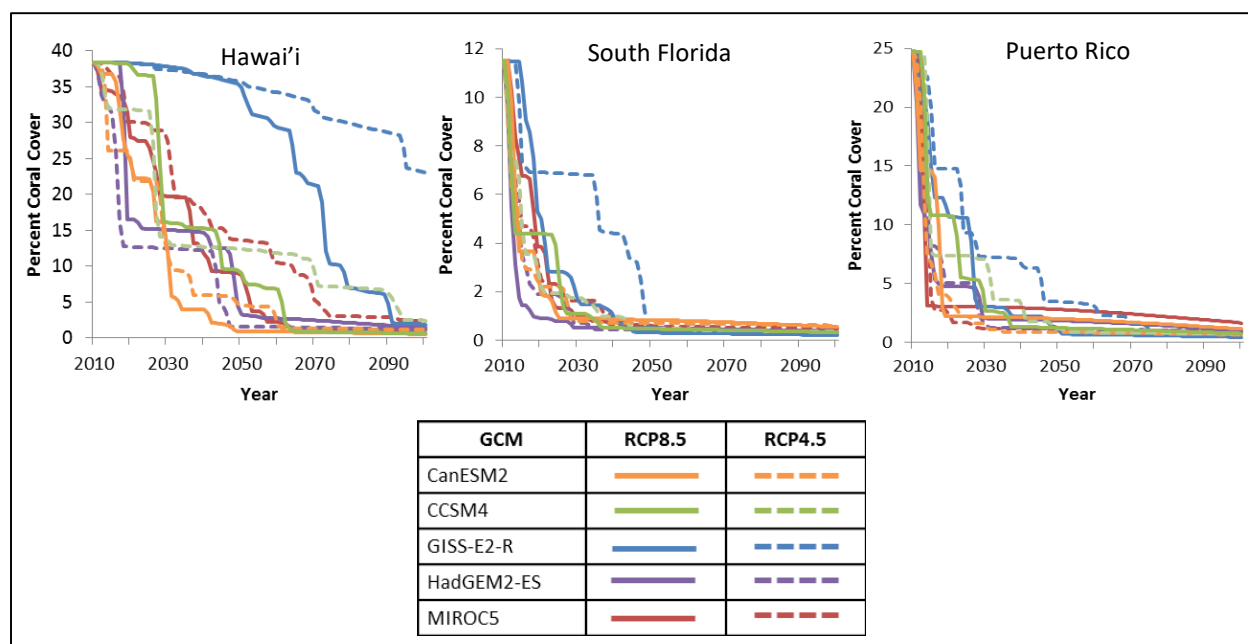 Hawai'i
Percent Coral Cover
40
35
30
25
20
15
10
5
0
2010 2030 2050 2070 2090
Year
South Florida
Percent Coral Cover
12
10
8
6
4
2
0
2010 2030 2050 2070 2090
Year
Puerto Rico
Percent Coral Cover
25
20
15
10
5
0
2010 2030 2050 2070 2090
Year
GCM RCP8.5 RCP4.5
CanESM2
CCSM4
GISS-E2-R
HadGEM2-ES
MIROC5